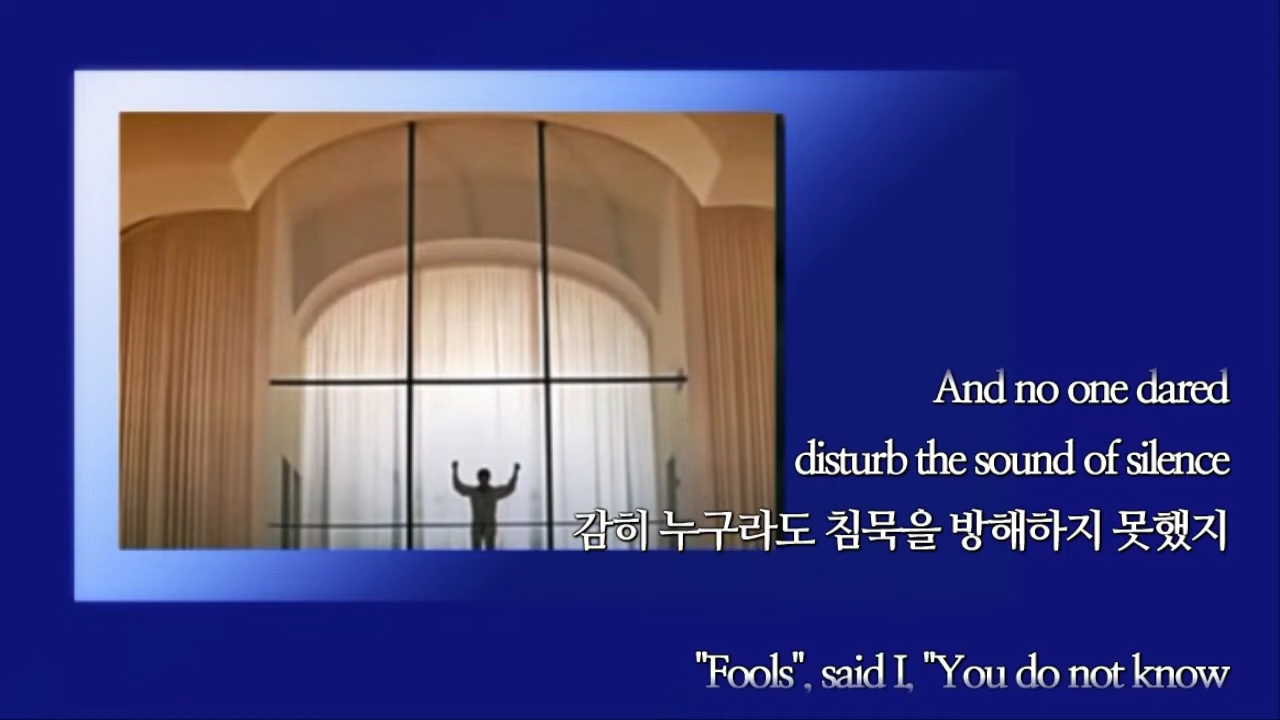 And no one dared
disturb the sound of silence
감히 누구라도 침묵을 방해하지 못했지
"Fools", said I, "You do not know